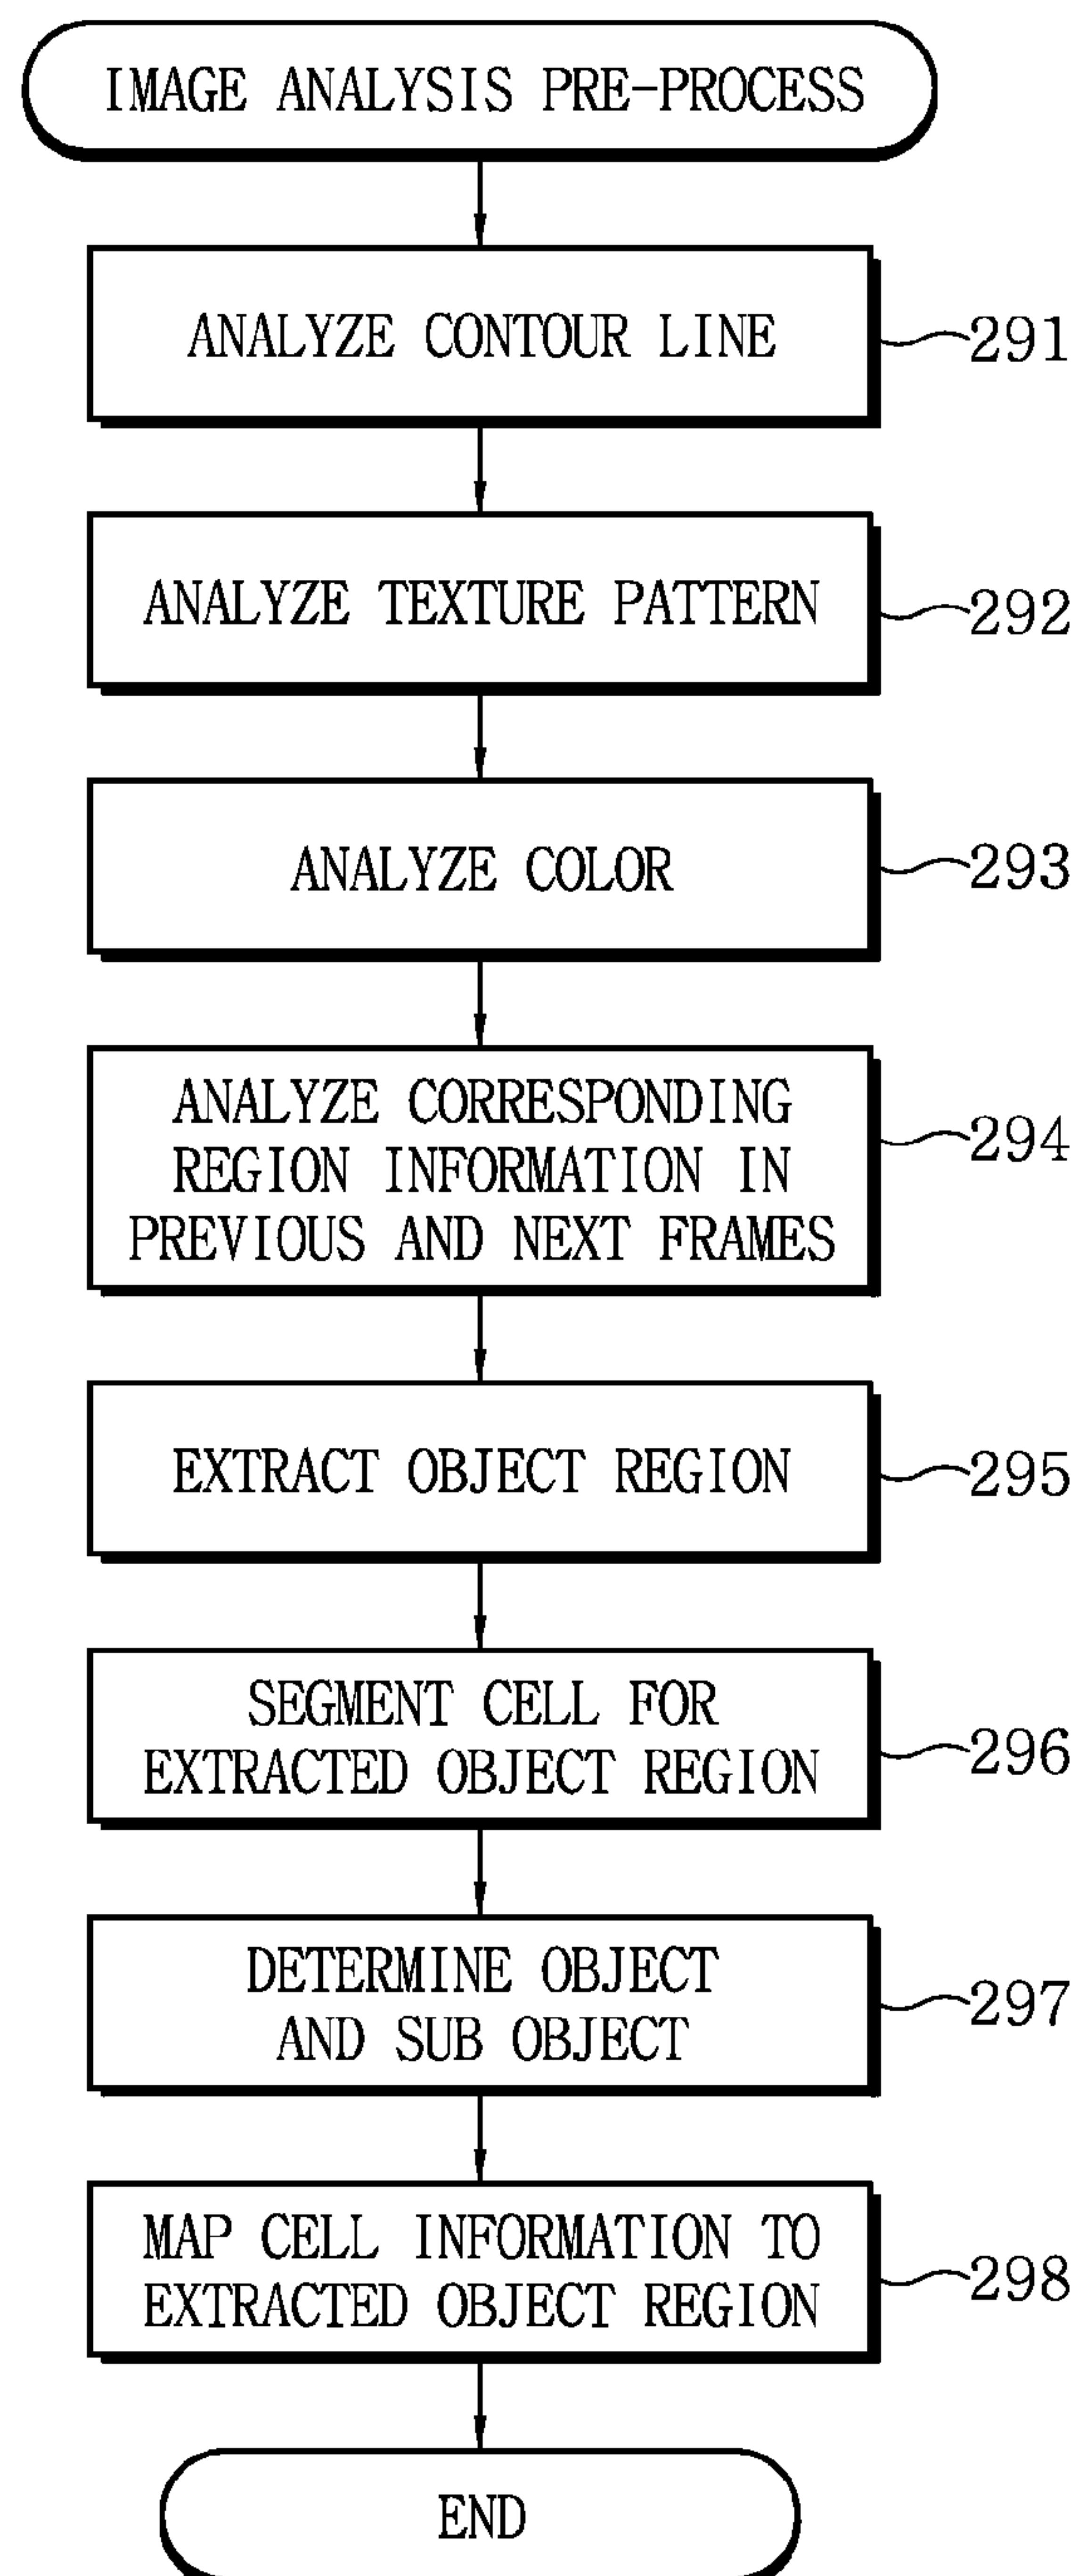 IMAGE ANALYSIS PRE-PROCESS
ANALYZE CONTOUR LINE
291
ANALYZE TEXTURE PATTERN
292
ANALYZE COLOR
293
ANALYZE CORRESPONDING
REGION INFORMATION IN
PREVIOUS AND NEXT FRAMES
294
EXTRACT OBJECT REGION
295
SEGMENT CELL FOR
EXTRACTED OBJECT REGION
296
DETERMINE OBJECT
AND SUB OBJECT
297
MAP CELL INFORMATION TO
EXTRACTED OBJECT REGION
298
END